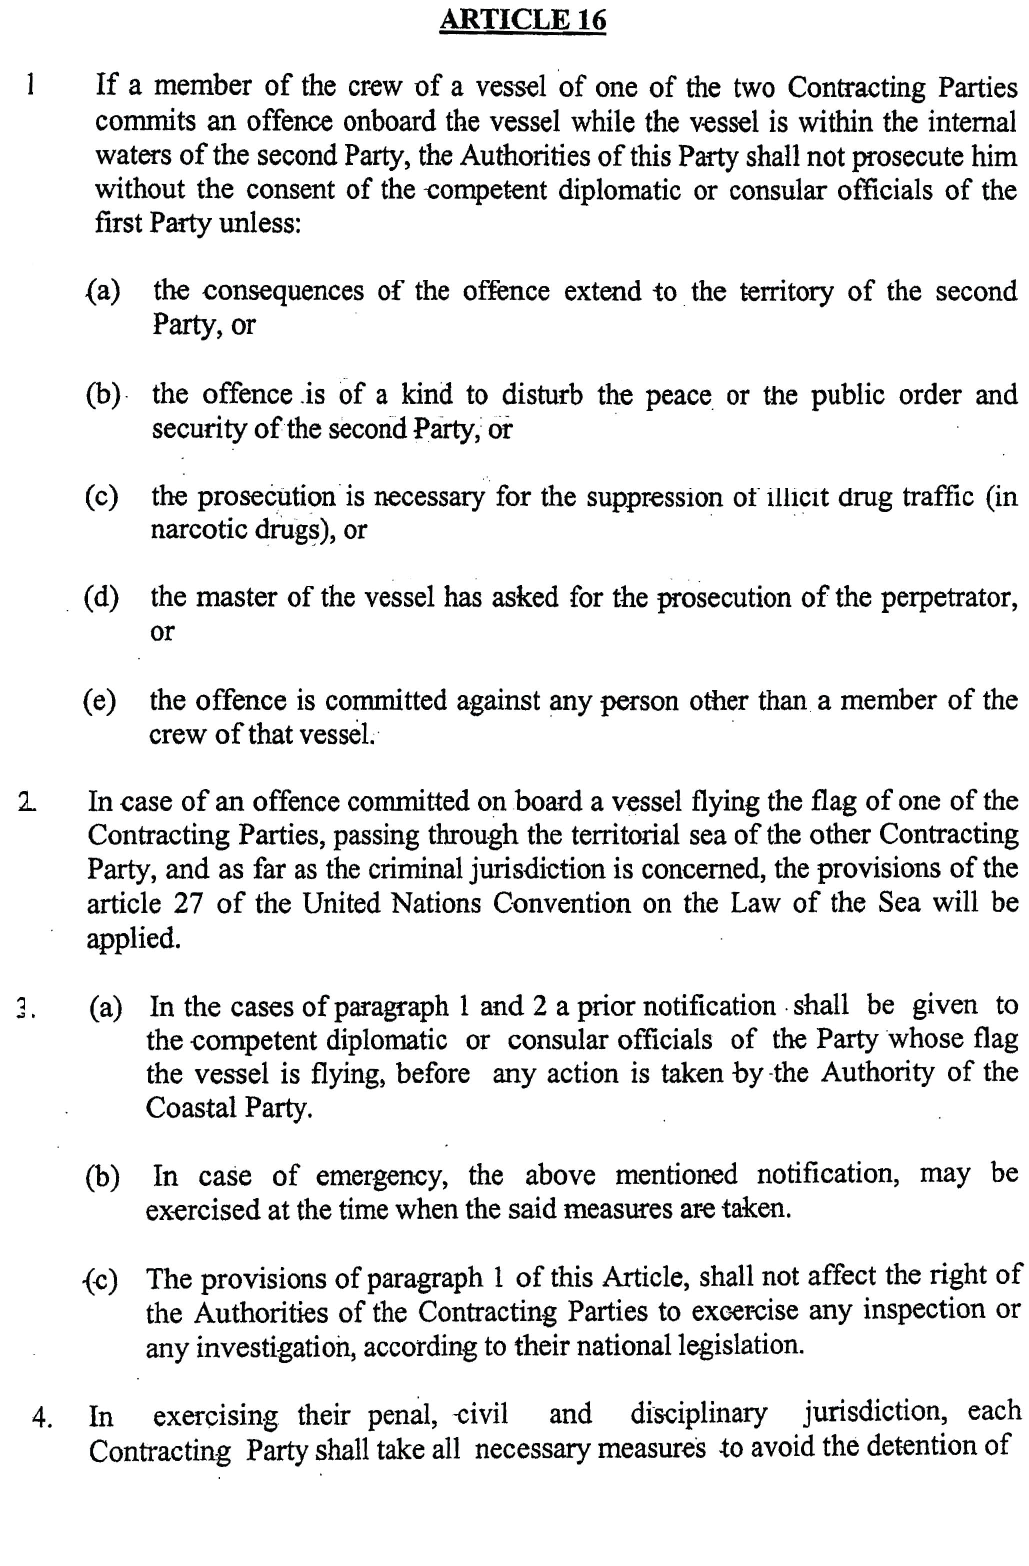 ARTICLE 16
1 If a member of the crew of a vessel of one of the two Contracting Parties
commits an offence onboard the vessel while the vessel is within the internal
waters of the second Party, the Authorities of this Party shall not prosecute him
without the consent of the competent diplomatic or consular officials of the
first Party unless:
(a) the consequences of the offence extend to the territory of the second
Party, or
(b) the offence is of a kind to disturb the peace or the public order and
security of the second Party, or
(c) the prosecution is necessary for the suppression of illicit drug traffic (in
narcotic drugs), or
(d) the master of the vessel has asked for the prosecution of the perpetrator,
or
(e) the offence is committed against any person other than a member of the
crew of that vessel.
2. In case of an offence committed on board a vessel flying the flag of one of the
Contracting Parties, passing through the territorial sea of the other Contracting
Party, and as far as the criminal jurisdiction is concerned, the provisions of the
article 27 of the United Nations Convention on the Law of the Sea will be
applied.
3. (a) In the cases of paragraph 1 and 2 a prior notification shall be given to
the competent diplomatic or consular officials of the Party whose flag
the vessel is flying, before any action is taken by the Authority of the
Coastal Party.
(b) In case of emergency, the above mentioned notification, may be
exercised at the time when the said measures are taken.
(c) The provisions of paragraph 1 of this Article, shall not affect the right of
the Authorities of the Contracting Parties to excercise any inspection or
any investigation, according to their national legislation.
4. In exercising their penal, civil and disciplinary jurisdiction, each
Contracting Party shall take all necessary measures to avoid the detention of